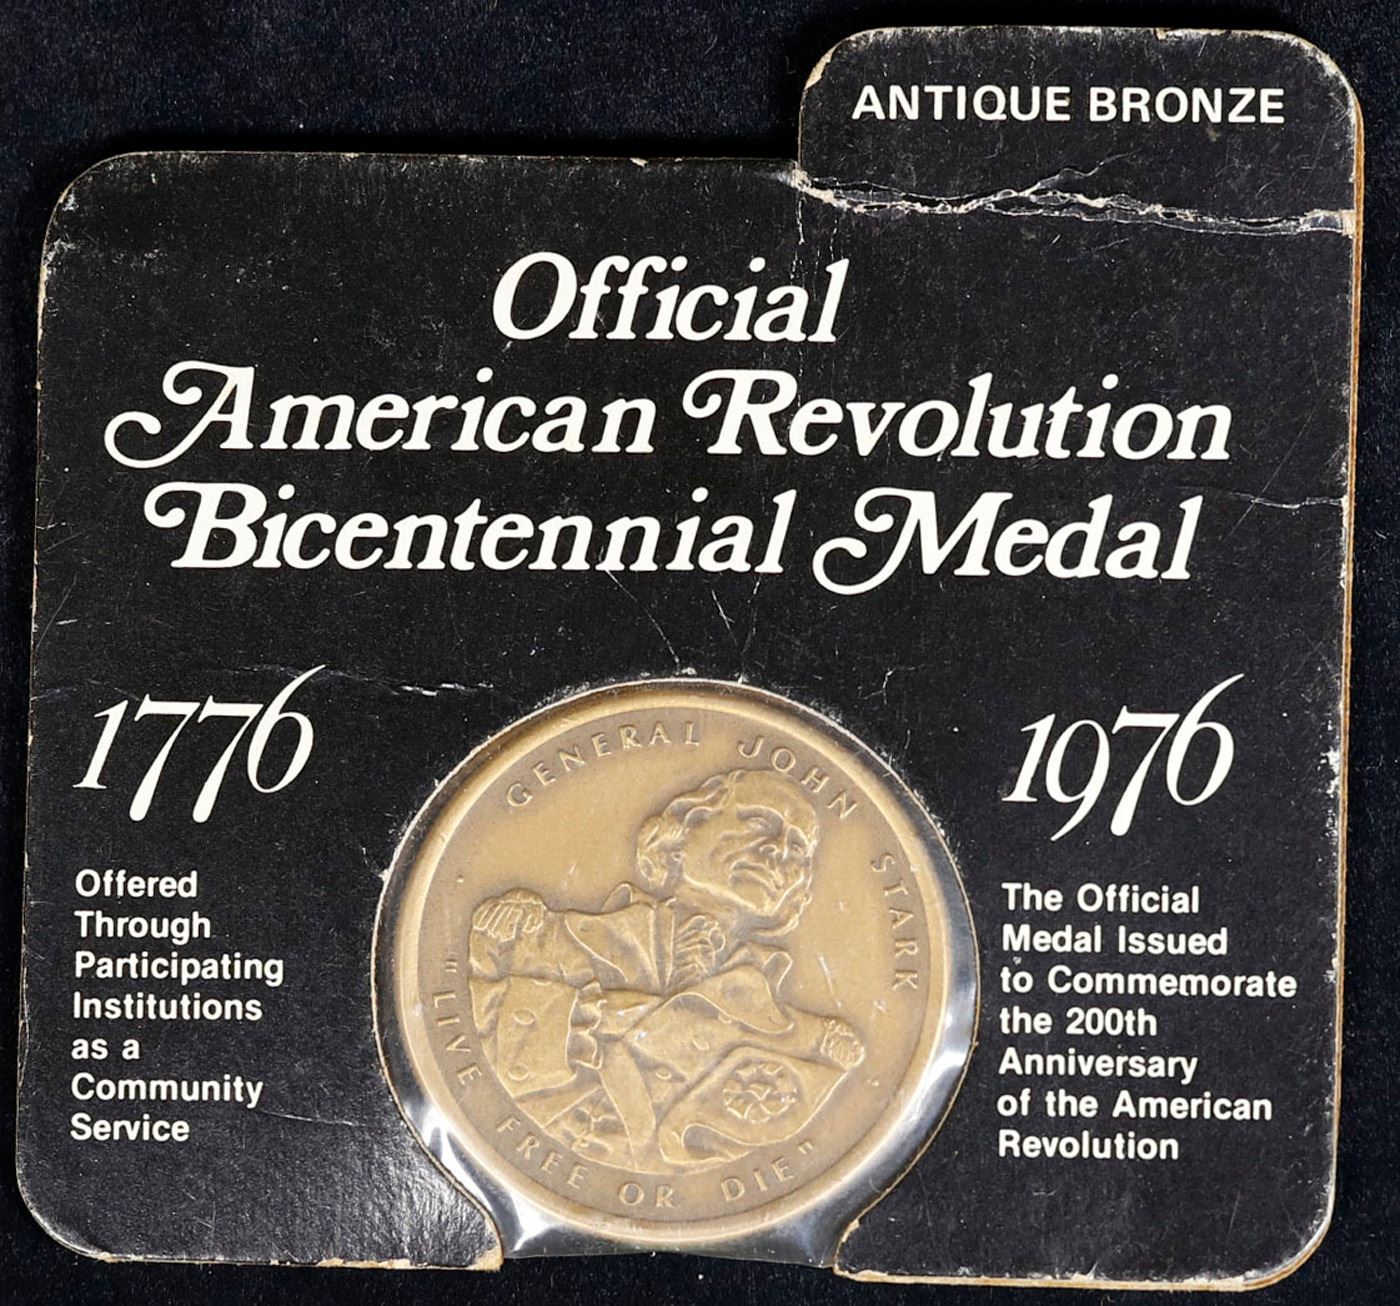 ANTIQUE BRONZE
Official
American Revolution
Bicentennial Medal
1776
Offered
Through
Participating
Institutions
as a
Community
Service
GENERAL JOHN STARK
"LIVE FREE OR DIE"
1976
The Official
Medal Issued
to Commemorate
the 200th
Anniversary
of the American
Revolution